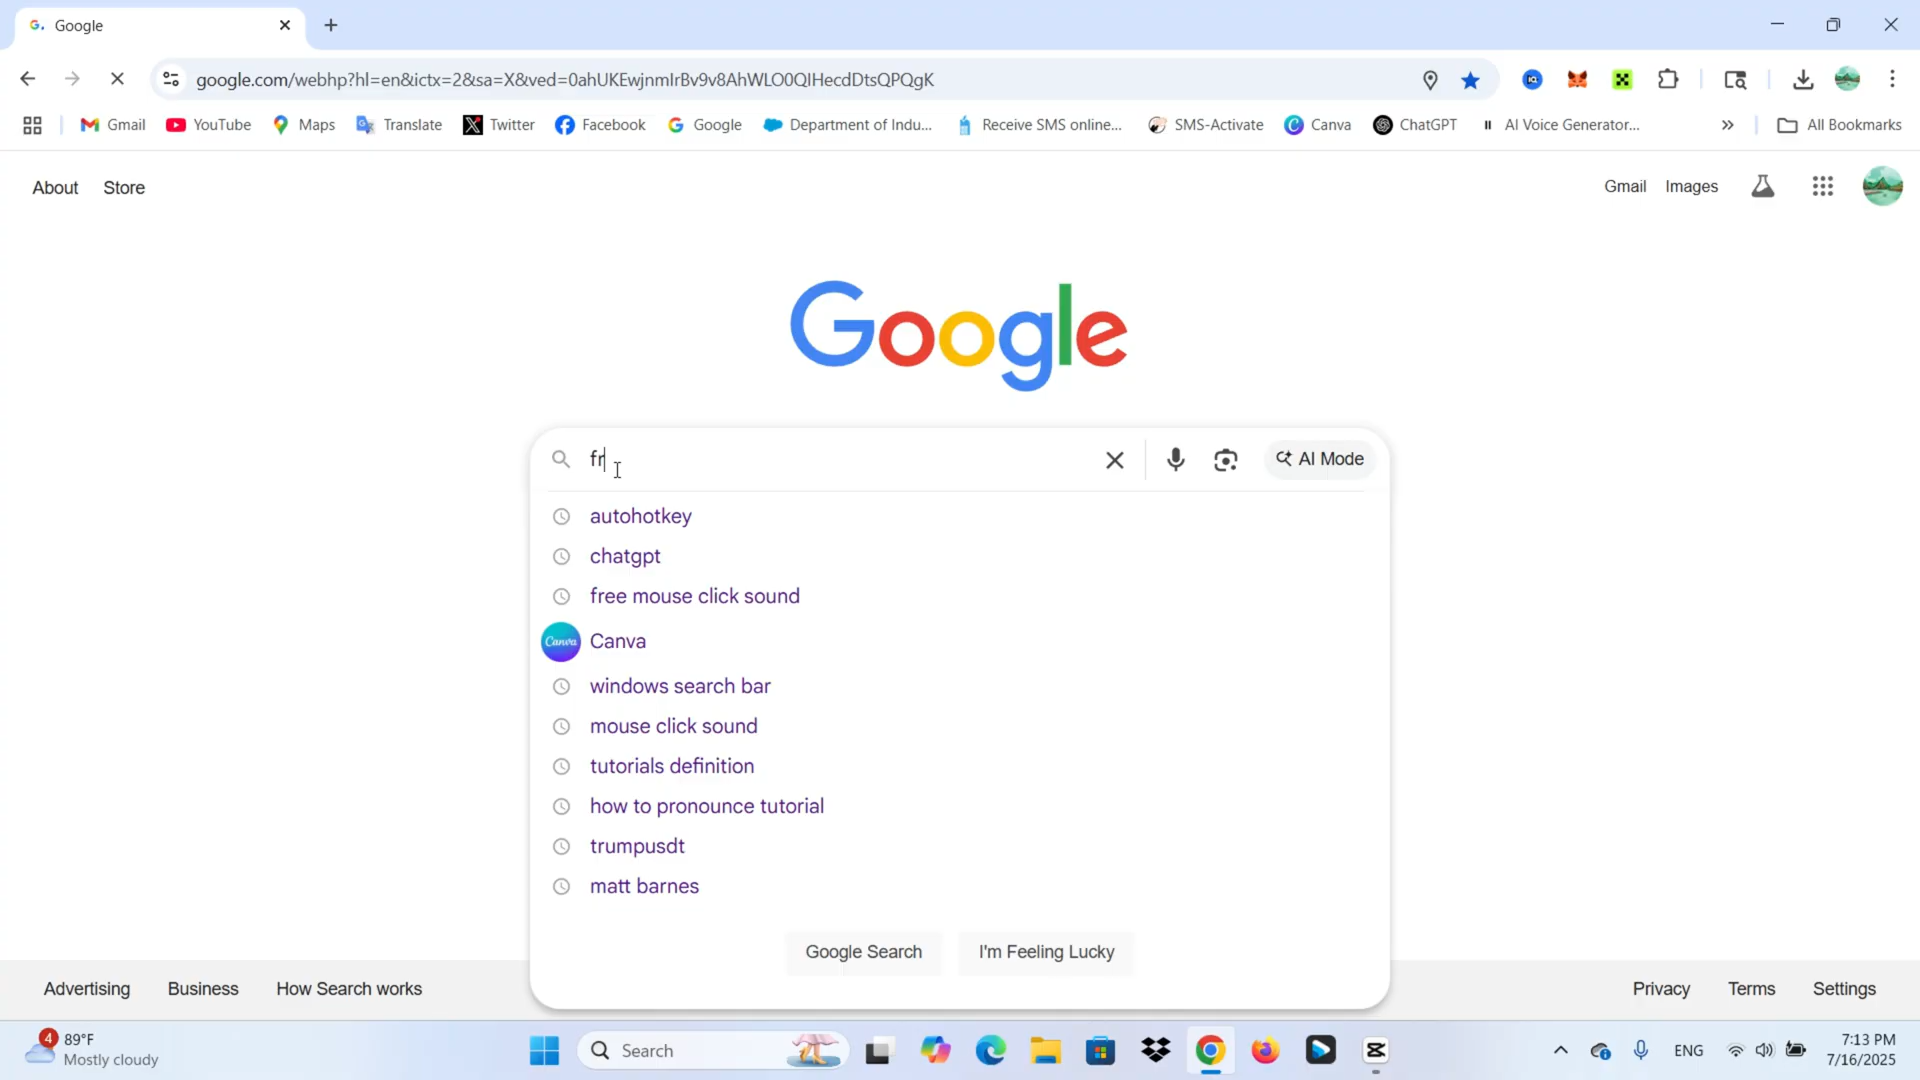 Google
google.com/webhp?hl=en&ictx=2&sa=X&ved=0ahUKEwjnmIrBv9v8AhWLO0QIHecdDtsQPQgK
Gmail YouTube Maps Translate Twitter Facebook Google Department of Indu... Receive SMS online... SMS-Activate Canva ChatGPT AI Voice Generator... » All Bookmarks
About Store Gmail Images
Google
fr AI Mode
autohotkey
chatgpt
free mouse click sound
Canva Canva
windows search bar
mouse click sound
tutorials definition
how to pronounce tutorial
trumpusdt
matt barnes
Google Search I'm Feeling Lucky
Advertising Business How Search works Privacy Terms Settings
4 89°F
Mostly cloudy
Search
ENG
7:13 PM
7/16/2025